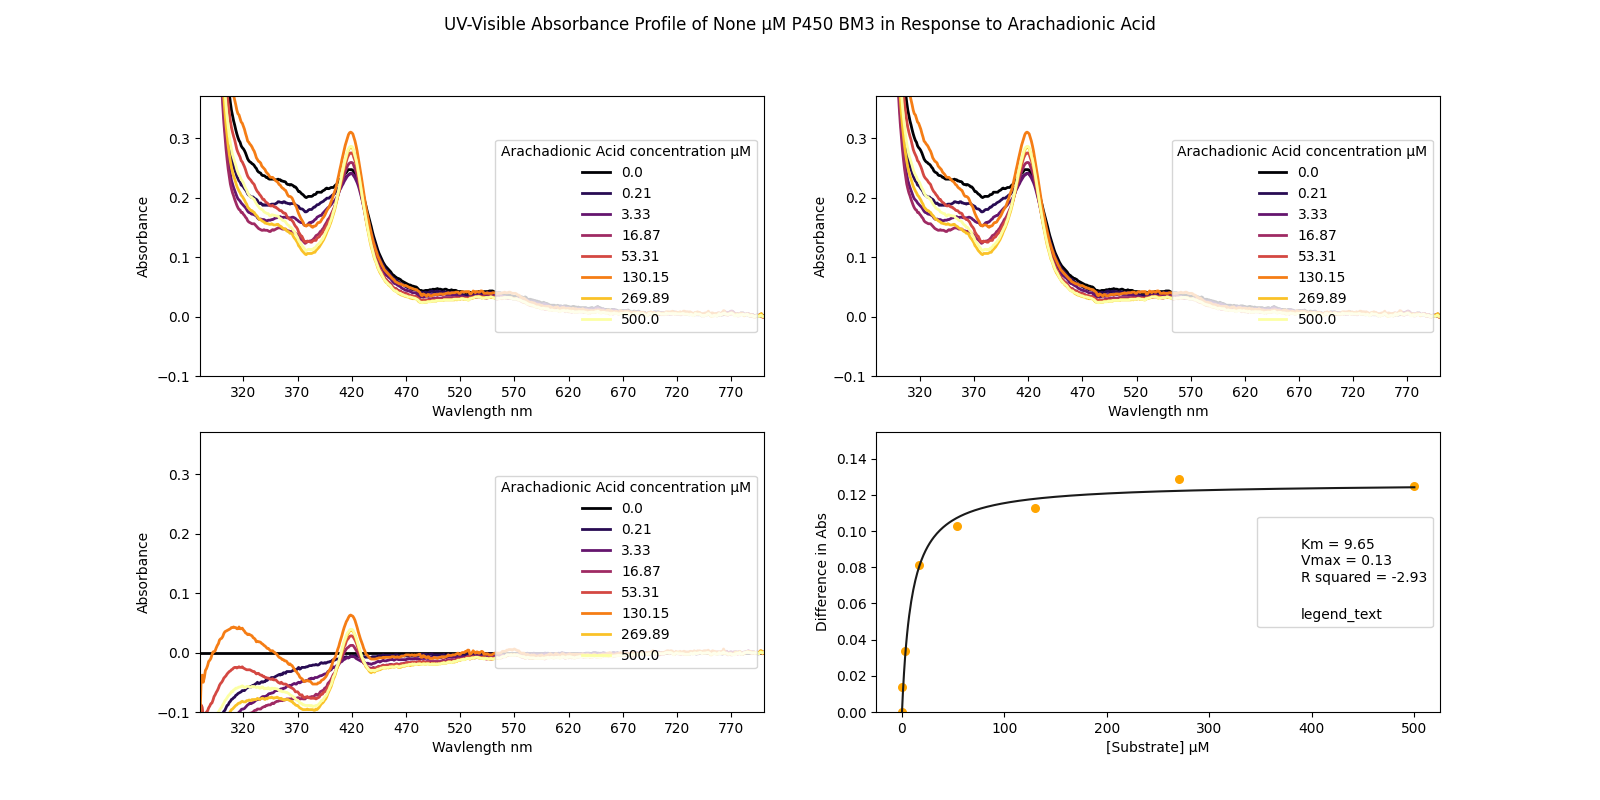 UV-Visible Absorbance Profile of None μM P450 BM3 in Response to Arachadionic Acid
0.3
0.2
0.1
0.0
−0.1
Absorbance
320 370 420 470 520 570 620 670 720 770
Wavlength nm
Arachadionic Acid concentration μM
0.0
0.21
3.33
16.87
53.31
130.15
269.89
500.0
0.3
0.2
0.1
0.0
−0.1
Absorbance
320 370 420 470 520 570 620 670 720 770
Wavlength nm
Arachadionic Acid concentration μM
0.0
0.21
3.33
16.87
53.31
130.15
269.89
500.0
0.3
0.2
0.1
0.0
−0.1
Absorbance
320 370 420 470 520 570 620 670 720 770
Wavlength nm
Arachadionic Acid concentration μM
0.0
0.21
3.33
16.87
53.31
130.15
269.89
500.0
0.14
0.12
0.10
0.08
0.06
0.04
0.02
0.00
Difference in Abs
0 100 200 300 400 500
[Substrate] μM
Km = 9.65
Vmax = 0.13
R squared = -2.93
legend_text